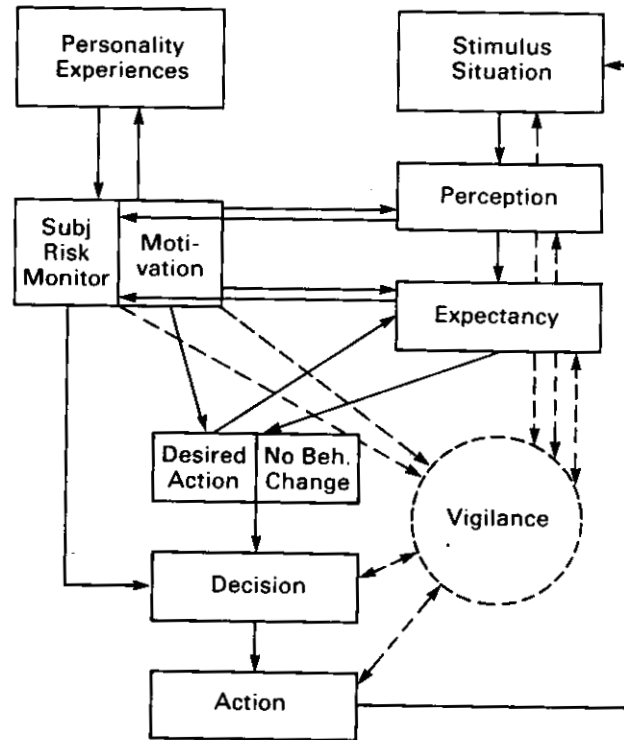 Personality
Experiences
Stimulus
Situation
Perception
Subj
Risk
Monitor
Moti-
vation
Expectancy
Desired
Action
No Beh.
Change
Vigilance
Decision
Action